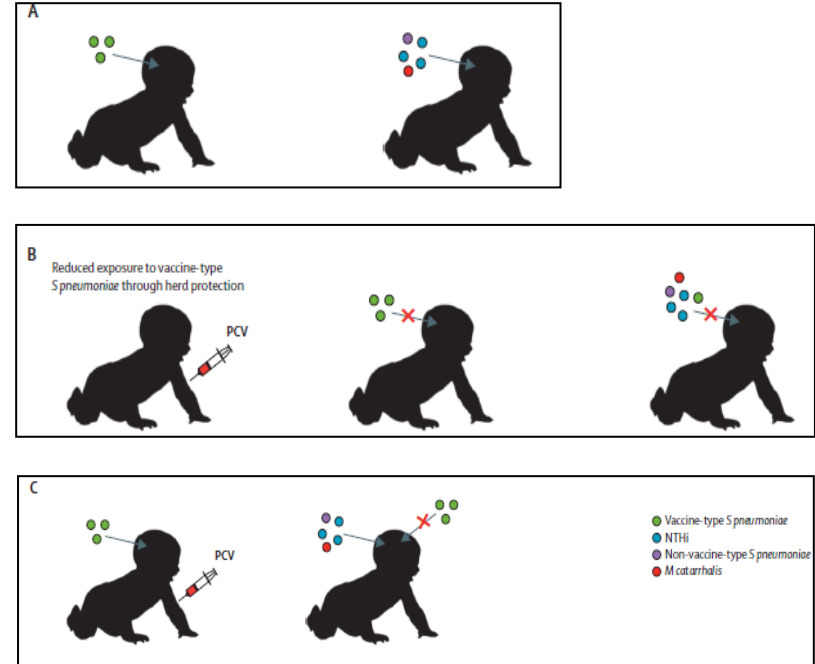 A
B
Reduced exposure to vaccine-type
S pneumoniae through herd protection
PCV
C
PCV
Vaccine-type S pneumoniae
NTHi
Non-vaccine-type S pneumoniae
M catarrhalis